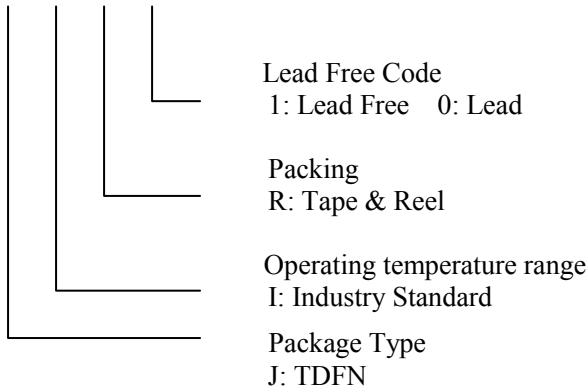 Lead Free Code
1: Lead Free 0: Lead
Packing
R: Tape & Reel
Operating temperature range
I: Industry Standard
Package Type
J: TDFN